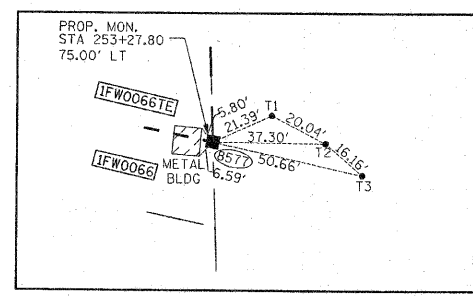 PROP. MON.
STA 253+27.80
75.00' LT
1FW0066TE
5.80'
21.39'
T1
20.04'
37.30'
T2
16.16'
1FW0066
METAL
BLDG
8577
50.66'
6.59'
T3